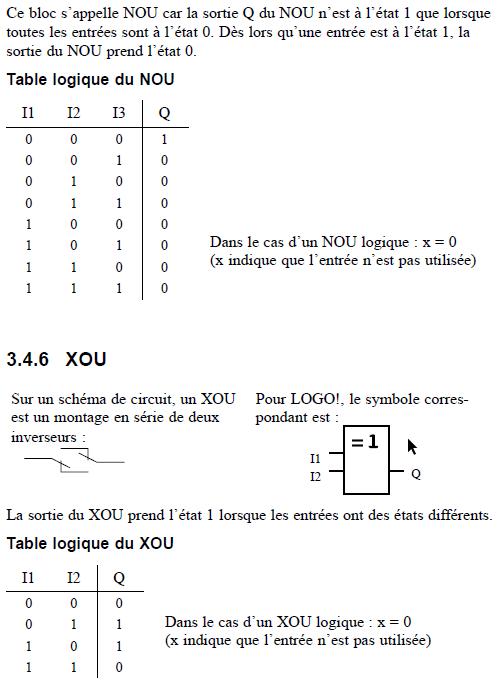 Ce bloc s'appelle NOU car la sortie Q du NOU n'est à l'état 1 que lorsque
toutes les entrées sont à l'état 0. Dès lors qu'une entrée est à l'état 1, la
sortie du NOU prend l'état 0.
Table logique du NOU
I1 I2 I3 Q
0 0 0 1
0 0 1 0
0 1 0 0
0 1 1 0
1 0 0 0
1 0 1 0
1 1 0 0
1 1 1 0
Dans le cas d'un NOU logique : x = 0
(x indique que l'entrée n'est pas utilisée)
3.4.6 XOU
Sur un schéma de circuit, un XOU
est un montage en série de deux
inverseurs :
Pour LOGO!, le symbole corres-
pondant est :
=1
I1
I2
Q
La sortie du XOU prend l'état 1 lorsque les entrées ont des états différents.
Table logique du XOU
I1 I2 Q
0 0 0
0 1 1
1 0 1
1 1 0
Dans le cas d'un XOU logique : x = 0
(x indique que l'entrée n'est pas utilisée)